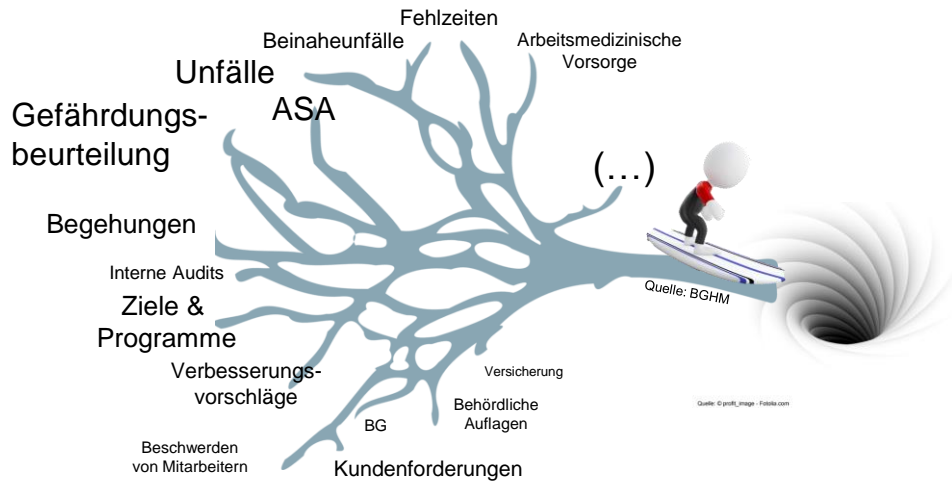 Fehlzeiten
Beinaheunfälle
Arbeitsmedizinische
Vorsorge
Unfälle
ASA
Gefährdungs-
beurteilung
(…)
Begehungen
Interne Audits
Quelle: BGHM
Ziele &
Programme
Verbesserungs-
vorschläge
Versicherung
Behördliche
Auflagen
BG
Beschwerden
von Mitarbeitern
Kundenforderungen
Quelle: © profit_image - Fotolia.com